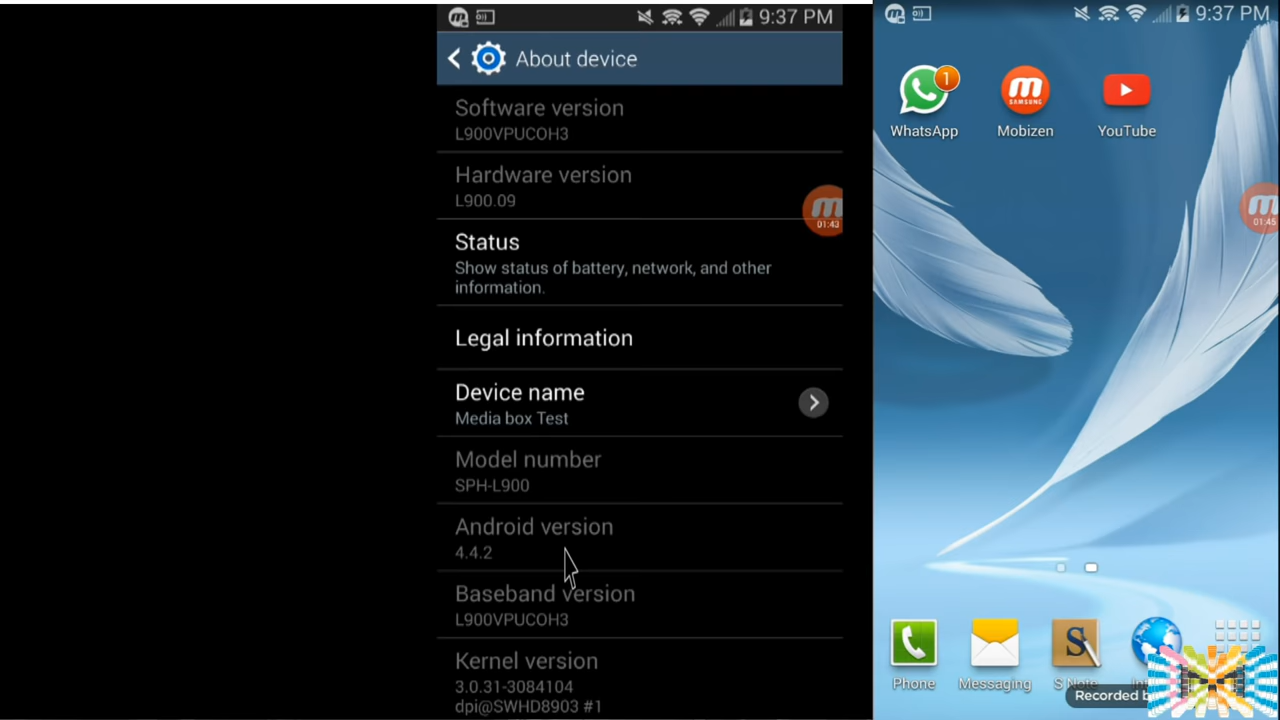 9:37 PM
About device
Software version
L900VPUCOH3
Hardware version
L900.09
01:43
Status
Show status of battery, network, and other
information.
Legal information
Device name
Media box Test
Model number
SPH-L900
Android version
4.4.2
Baseband version
L900VPUCOH3
Kernel version
3.0.31-3084104
dpi@SWHD8903 #1
9:37 PM
1
SAMSUNG
WhatsApp
Mobizen
YouTube
01:45
S
Phone
Messaging
S Note
Recorded